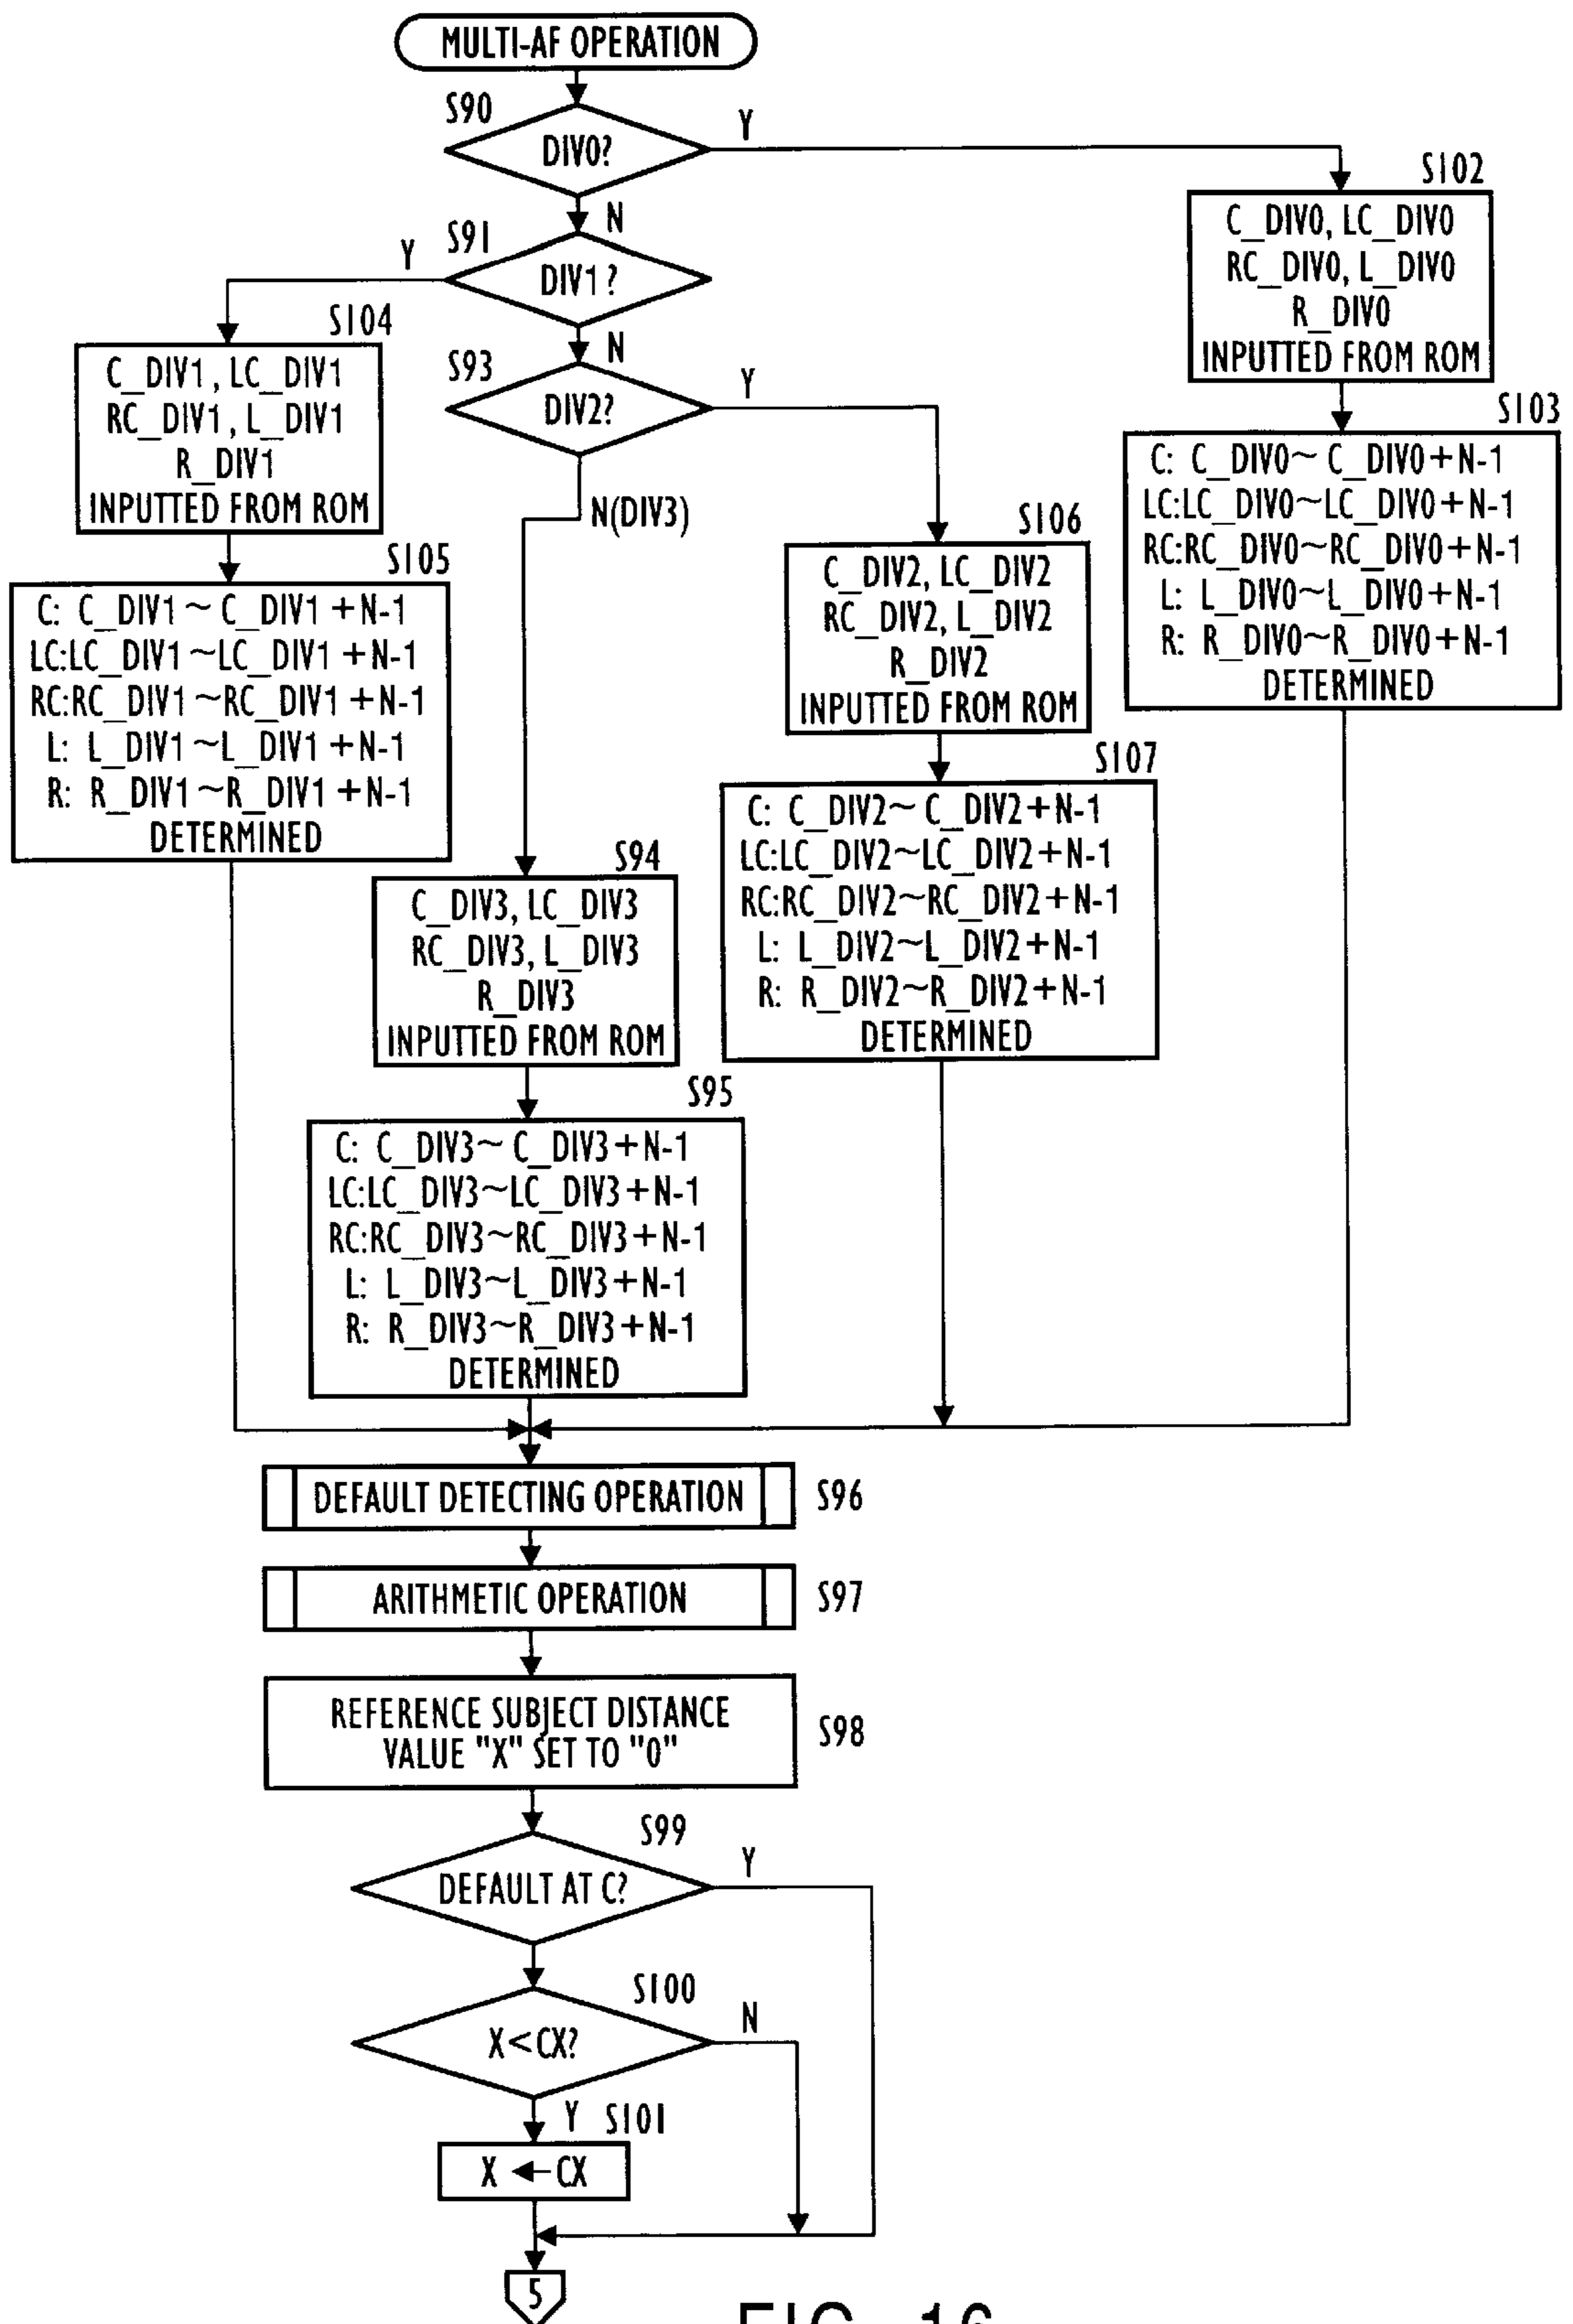 MULTI-AF OPERATION
S90
DIV0?
Y
N
S102
C_DIV0, LC_DIV0
RC_DIV0, L_DIV0
R_DIV0
INPUTTED FROM ROM
S91
DIV1?
Y
N
S104
C_DIV1, LC_DIV1
RC_DIV1, L_DIV1
R_DIV1
INPUTTED FROM ROM
S93
DIV2?
Y
N(DIV3)
S103
C: C_DIV0~ C_DIV0+N-1
LC:LC_DIV0~LC_DIV0+N-1
RC:RC_DIV0~RC_DIV0+N-1
L: L_DIV0~L_DIV0+N-1
R: R_DIV0~R_DIV0+N-1
DETERMINED
S105
C: C_DIV1~ C_DIV1+N-1
LC:LC_DIV1~LC_DIV1+N-1
RC:RC_DIV1~RC_DIV1+N-1
L: L_DIV1~L_DIV1+N-1
R: R_DIV1~R_DIV1+N-1
DETERMINED
S106
C_DIV2, LC_DIV2
RC_DIV2, L_DIV2
R_DIV2
INPUTTED FROM ROM
S107
C: C_DIV2~ C_DIV2+N-1
LC:LC_DIV2~LC_DIV2+N-1
RC:RC_DIV2~RC_DIV2+N-1
L: L_DIV2~L_DIV2+N-1
R: R_DIV2~R_DIV2+N-1
DETERMINED
S94
C_DIV3, LC_DIV3
RC_DIV3, L_DIV3
R_DIV3
INPUTTED FROM ROM
S95
C: C_DIV3~ C_DIV3+N-1
LC:LC_DIV3~LC_DIV3+N-1
RC:RC_DIV3~RC_DIV3+N-1
L: L_DIV3~L_DIV3+N-1
R: R_DIV3~R_DIV3+N-1
DETERMINED
DEFAULT DETECTING OPERATION
S96
ARITHMETIC OPERATION
S97
REFERENCE SUBJECT DISTANCE
VALUE "X" SET TO "0"
S98
S99
DEFAULT AT C?
Y
S100
X<CX?
N
Y
S101
X ← CX
5
FIG. 16